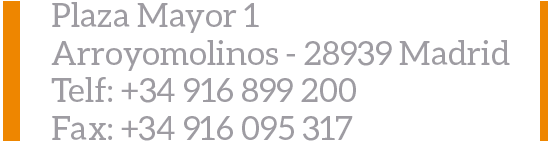 Plaza Mayor 1
Arroyomolinos - 28939 Madrid
Telf: +34 916 899 200
Fax: +34 916 095 317